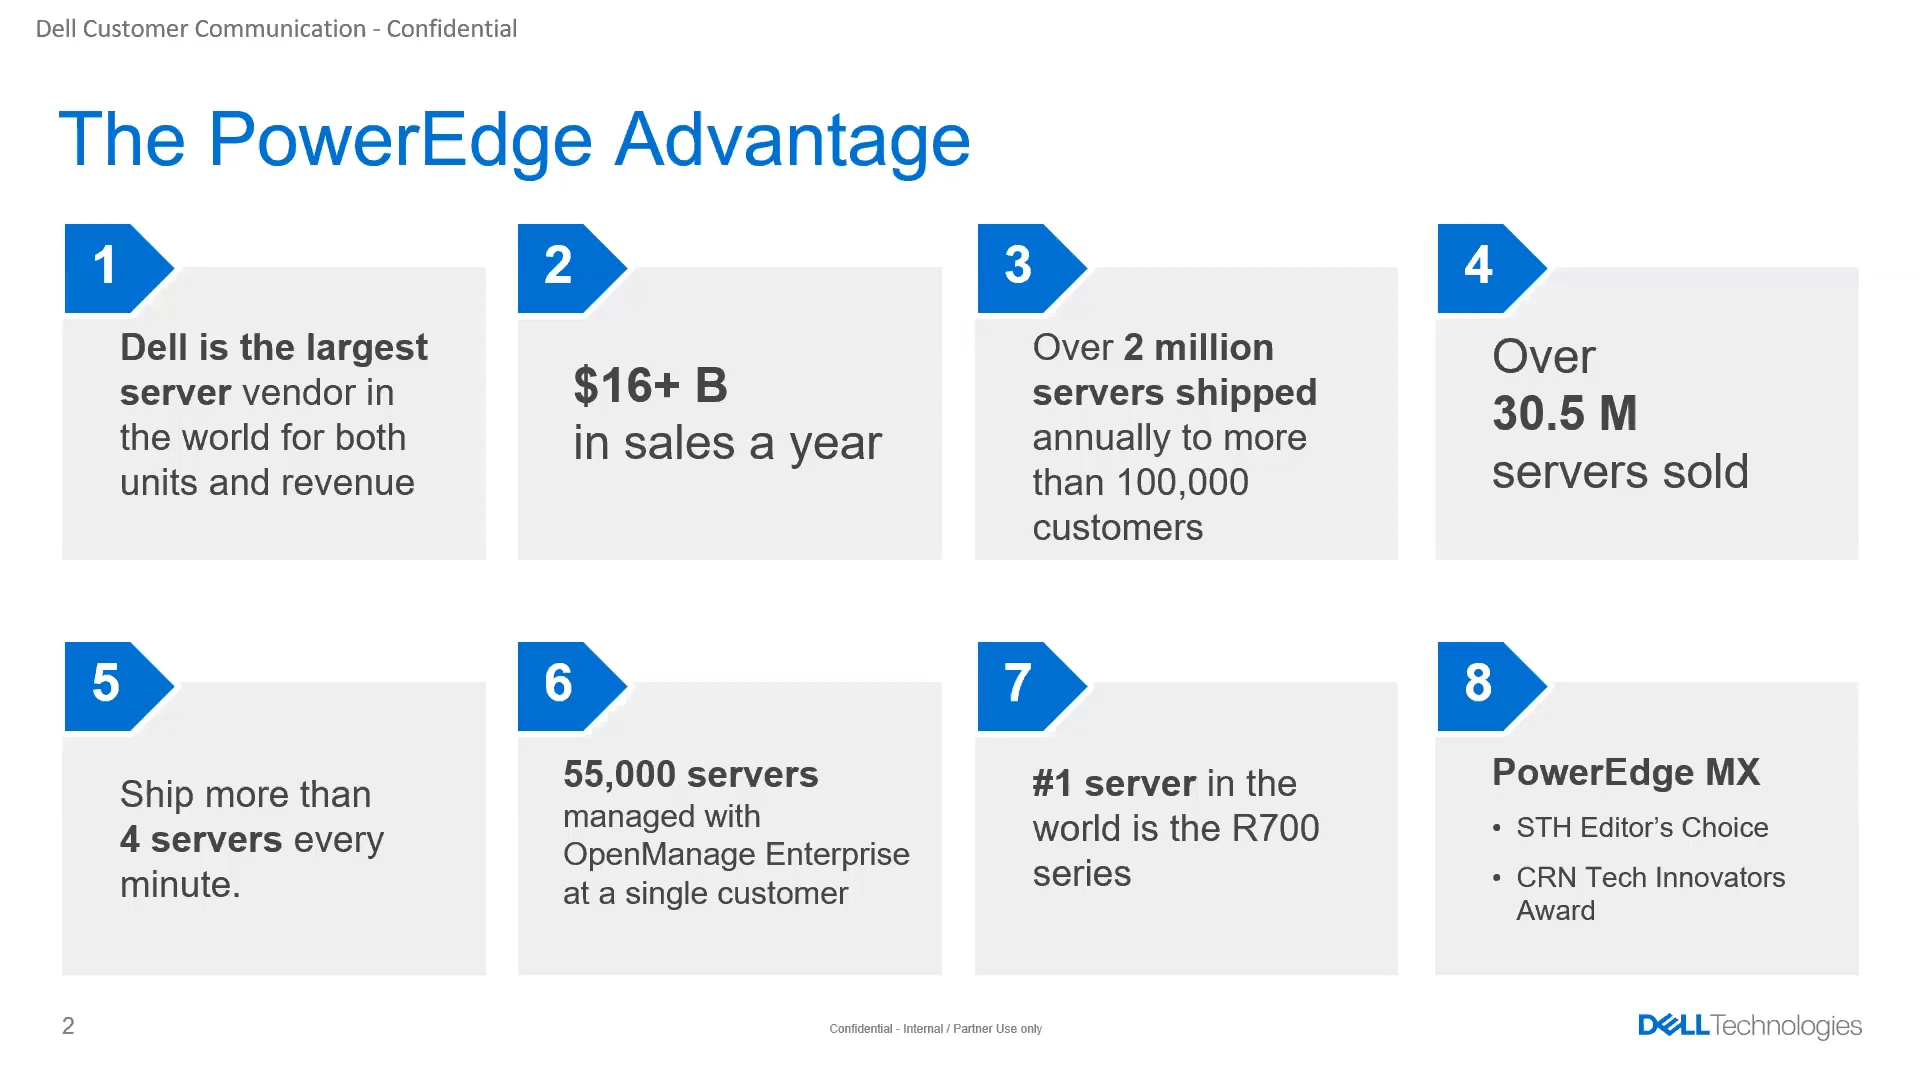 Dell Customer Communication - Confidential
The PowerEdge Advantage
1
Dell is the largest
server vendor in
the world for both
units and revenue
2
$16+ B
in sales a year
3
Over 2 million
servers shipped
annually to more
than 100,000
customers
4
Over
30.5 M
servers sold
5
Ship more than
4 servers every
minute.
6
55,000 servers
managed with
OpenManage Enterprise
at a single customer
7
#1 server in the
world is the R700
series
8
PowerEdge MX
• STH Editor’s Choice
• CRN Tech Innovators
Award
2
Confidential - Internal / Partner Use only
DELL Technologies